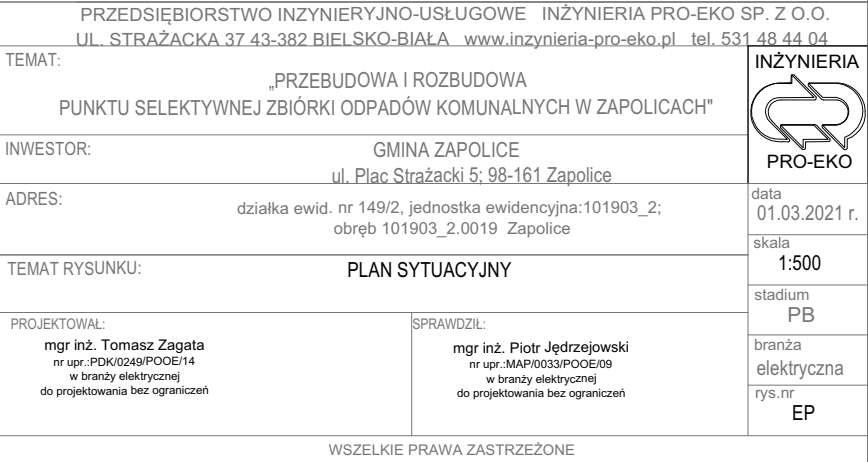 PRZEDSIĘBIORSTWO INZYNIERYJNO-USŁUGOWE INŻYNIERIA PRO-EKO SP. Z O.O.
UL. STRAŻACKA 37 43-382 BIELSKO-BIAŁA www.inzynieria-pro-eko.pl tel. 531 48 44 04
TEMAT:
„PRZEBUDOWA I ROZBUDOWA
PUNKTU SELEKTYWNEJ ZBIÓRKI ODPADÓW KOMUNALNYCH W ZAPOLICACH"
INŻYNIERIA
PRO-EKO
INWESTOR:
GMINA ZAPOLICE
ul. Plac Strażacki 5; 98-161 Zapolice
ADRES:
działka ewid. nr 149/2, jednostka ewidencyjna:101903_2;
obręb 101903_2.0019 Zapolice
data
01.03.2021 r.
skala
1:500
TEMAT RYSUNKU:
PLAN SYTUACYJNY
stadium
PB
PROJEKTOWAŁ:
mgr inż. Tomasz Zagata
nr upr.:PDK/0249/POOE/14
w branży elektrycznej
do projektowania bez ograniczeń
SPRAWDZIŁ:
mgr inż. Piotr Jędrzejowski
nr upr.:MAP/0033/POOE/09
w branży elektrycznej
do projektowania bez ograniczeń
branża
elektryczna
rys.nr
EP
WSZELKIE PRAWA ZASTRZEŻONE